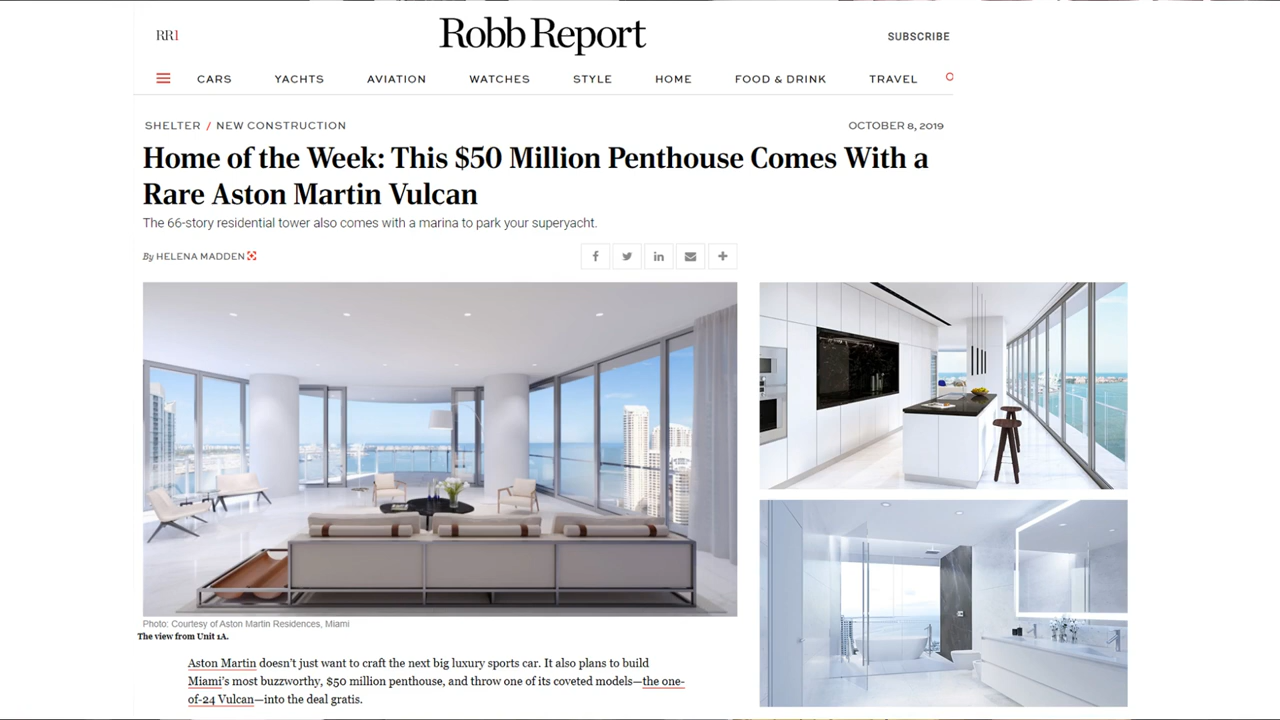 RR1
Robb Report
SUBSCRIBE
CARS YACHTS AVIATION WATCHES STYLE HOME FOOD & DRINK TRAVEL
SHELTER / NEW CONSTRUCTION
OCTOBER 8, 2019
Home of the Week: This $50 Million Penthouse Comes With a
Rare Aston Martin Vulcan
The 66-story residential tower also comes with a marina to park your superyacht.
By HELENA MADDEN
Photo: Courtesy of Aston Martin Residences, Miami
The view from Unit 1A.
Aston Martin doesn’t just want to craft the next big luxury sports car. It also plans to build
Miami’s most buzzworthy, $50 million penthouse, and throw one of its coveted models—the one-
of-24 Vulcan—into the deal gratis.